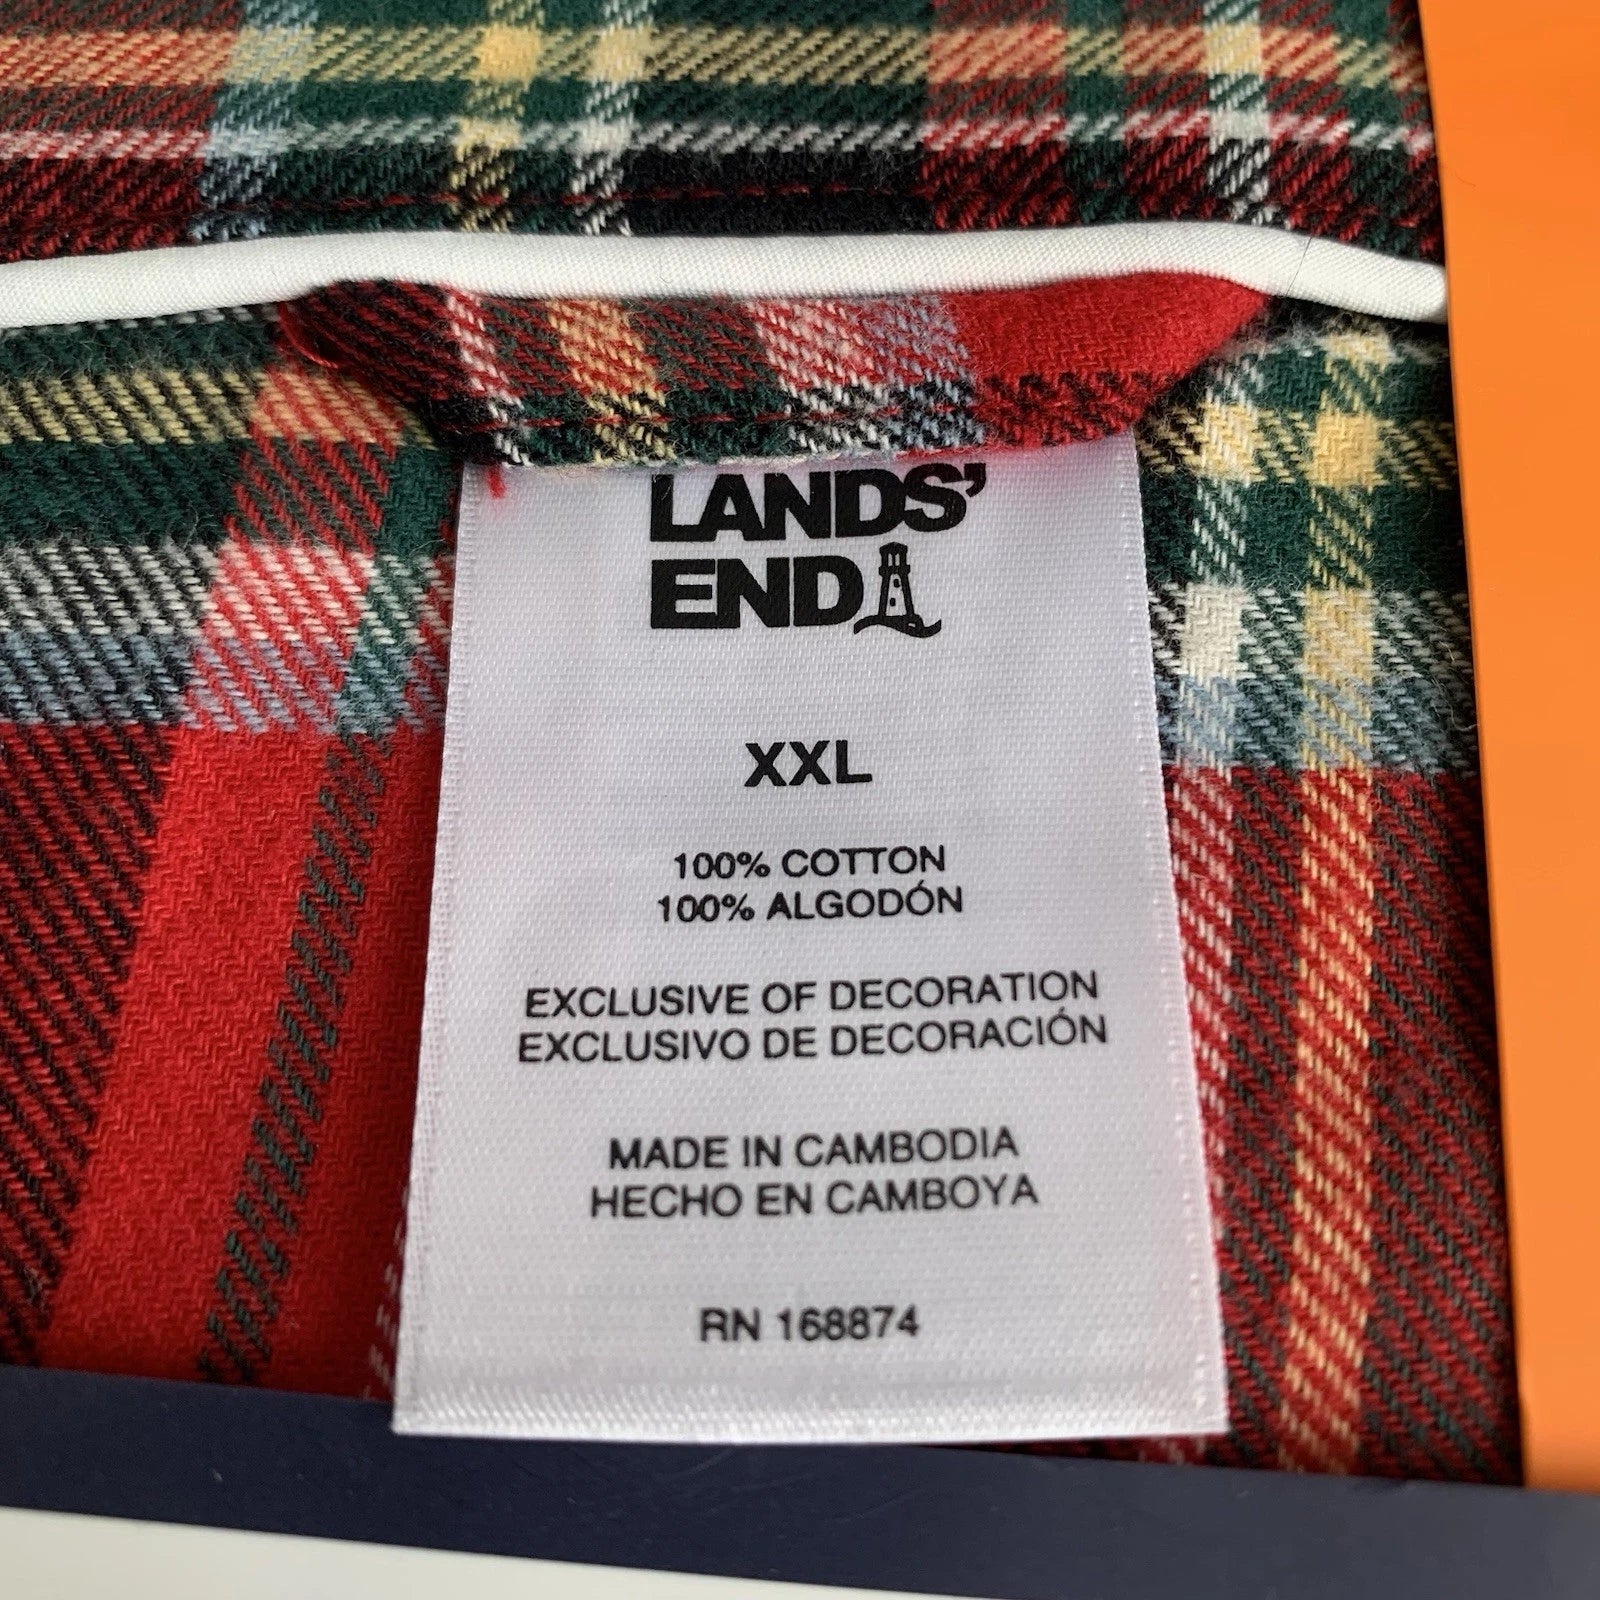 LANDS'
END
XXL
100% COTTON
100% ALGODÓN
EXCLUSIVE OF DECORATION
EXCLUSIVO DE DECORACIÓN
MADE IN CAMBODIA
HECHO EN CAMBOYA
RN 168874